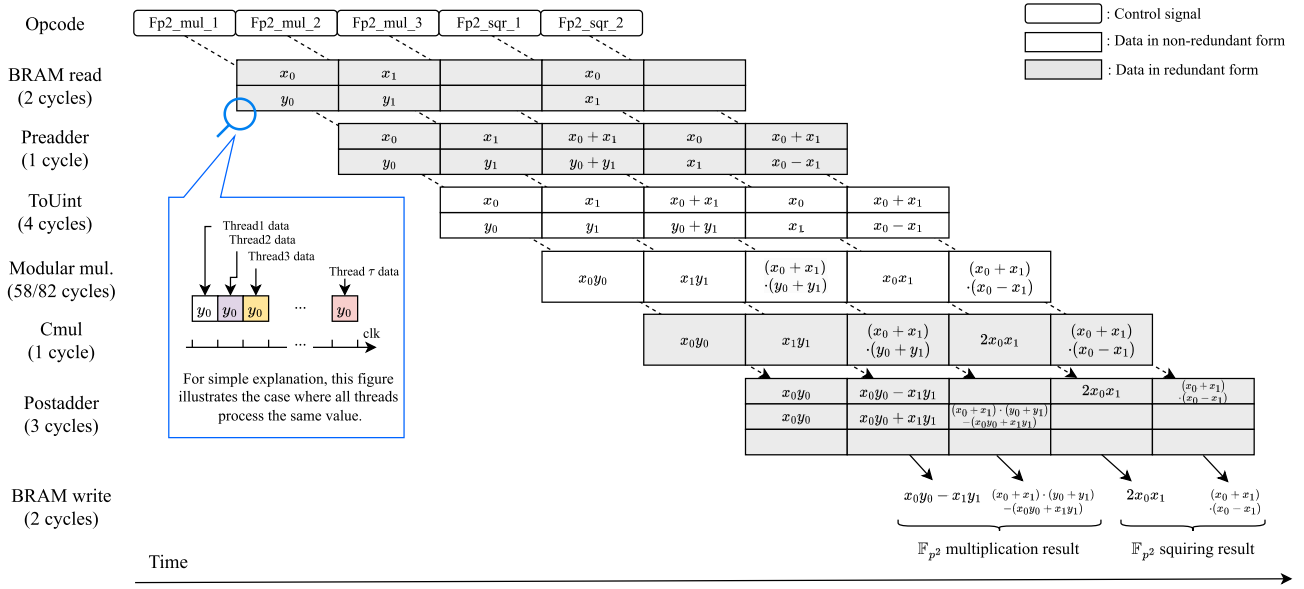 Opcode Fp2_mul_1 Fp2_mul_2 Fp2_mul_3 Fp2_sqr_1 Fp2_sqr_2
: Control signal
: Data in non-redundant form
: Data in redundant form
BRAM read
(2 cycles)
x₀ x₁ x₀
y₀ y₁ x₁
Preadder
(1 cycle)
x₀ x₁ x₀ + x₁ x₀ x₀ + x₁
y₀ y₁ y₀ + y₁ x₁ x₀ − x₁
ToUint
(4 cycles)
x₀ x₁ x₀ + x₁ x₀ x₀ + x₁
y₀ y₁ y₀ + y₁ x₁ x₀ − x₁
Thread1 data
Thread2 data
Thread3 data
Thread τ data
y₀ y₀ y₀ ... y₀
clk
...
For simple explanation, this figure
illustrates the case where all threads
process the same value.
Modular mul.
(58/82 cycles)
x₀y₀ x₁y₁ (x₀ + x₁) x₀x₁ (x₀ + x₁)
·(y₀ + y₁) ·(x₀ − x₁)
Cmul
(1 cycle)
x₀y₀ x₁y₁ (x₀ + x₁) 2x₀x₁ (x₀ + x₁)
·(y₀ + y₁) ·(x₀ − x₁)
Postadder
(3 cycles)
x₀y₀ x₀y₀ − x₁y₁ 2x₀x₁ (x₀+x₁)
·(x₀−x₁)
x₀y₀ x₀y₀ + x₁y₁ (x₀ + x₁) · (y₀ + y₁)
−(x₀y₀ + x₁y₁)
BRAM write
(2 cycles)
x₀y₀ − x₁y₁ (x₀ + x₁) · (y₀ + y₁) 2x₀x₁ (x₀ + x₁)
−(x₀y₀ + x₁y₁) ·(x₀ − x₁)
𝔽p² multiplication result 𝔽p² squiring result
Time